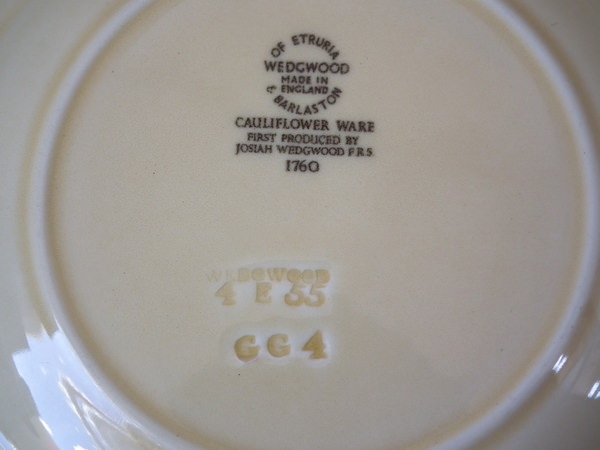 OF ETRURIA
WEDGWOOD
MADE IN
ENGLAND
& BARLASTON
CAULIFLOWER WARE
FIRST PRODUCED BY
JOSIAH WEDGWOOD F.R.S.
1760
WEDGWOOD
4 E 55
GG4